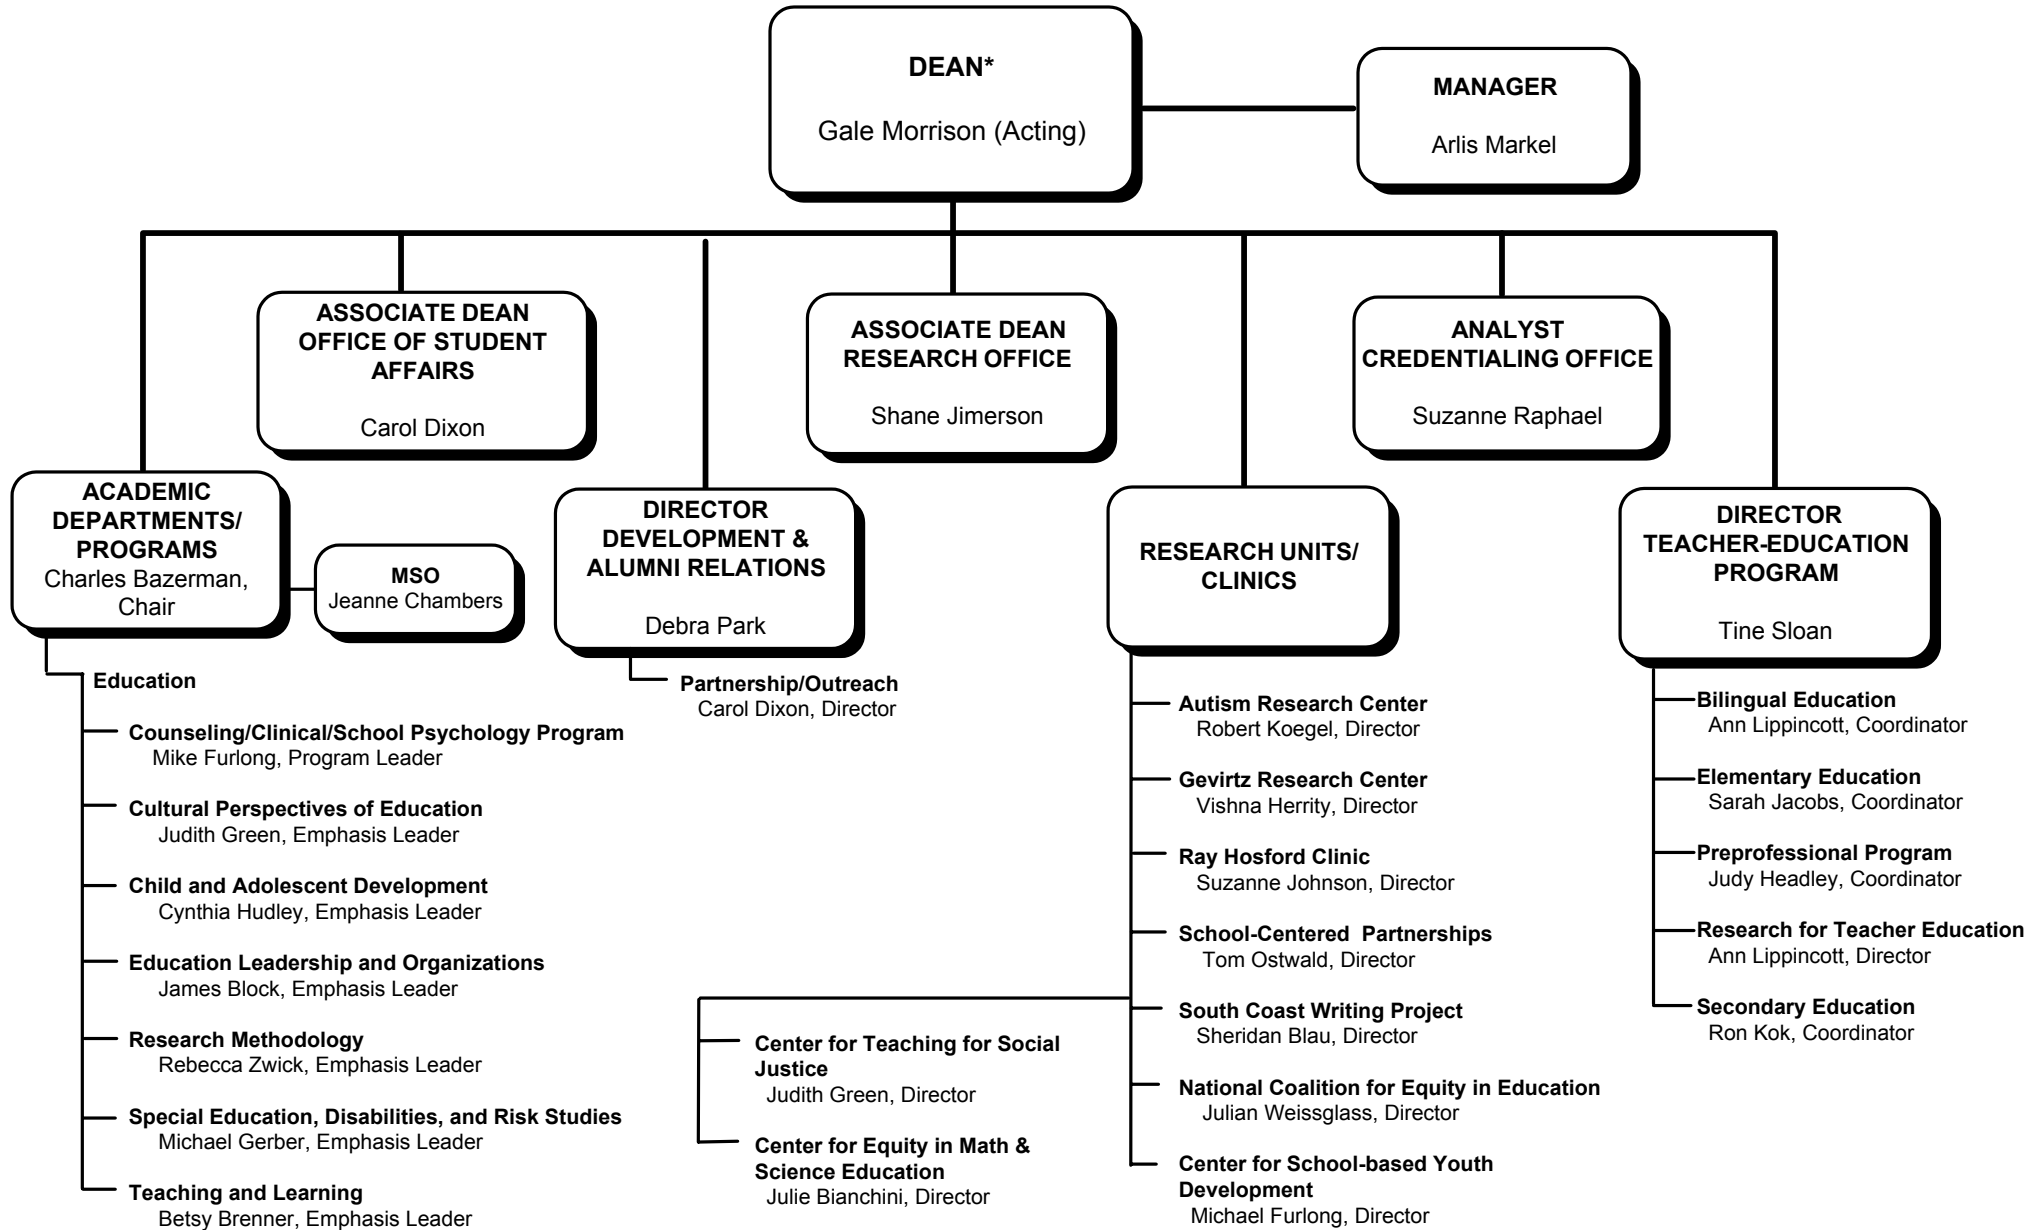 DEAN*
Gale Morrison (Acting)
MANAGER
Arlis Markel
ASSOCIATE DEAN
OFFICE OF STUDENT
AFFAIRS
Carol Dixon
ASSOCIATE DEAN
RESEARCH OFFICE
Shane Jimerson
ANALYST
CREDENTIALING OFFICE
Suzanne Raphael
ACADEMIC
DEPARTMENTS/
PROGRAMS
Charles Bazerman,
Chair
MSO
Jeanne Chambers
DIRECTOR
DEVELOPMENT &
ALUMNI RELATIONS
Debra Park
RESEARCH UNITS/
CLINICS
DIRECTOR
TEACHER-EDUCATION
PROGRAM
Tine Sloan
Education
Counseling/Clinical/School Psychology Program
Mike Furlong, Program Leader
Cultural Perspectives of Education
Judith Green, Emphasis Leader
Child and Adolescent Development
Cynthia Hudley, Emphasis Leader
Education Leadership and Organizations
James Block, Emphasis Leader
Research Methodology
Rebecca Zwick, Emphasis Leader
Special Education, Disabilities, and Risk Studies
Michael Gerber, Emphasis Leader
Teaching and Learning
Betsy Brenner, Emphasis Leader
Partnership/Outreach
Carol Dixon, Director
Center for Teaching for Social
Justice
Judith Green, Director
Center for Equity in Math &
Science Education
Julie Bianchini, Director
Autism Research Center
Robert Koegel, Director
Gevirtz Research Center
Vishna Herrity, Director
Ray Hosford Clinic
Suzanne Johnson, Director
School-Centered  Partnerships
Tom Ostwald, Director
South Coast Writing Project
Sheridan Blau, Director
National Coalition for Equity in Education
Julian Weissglass, Director
Center for School-based Youth
Development
Michael Furlong, Director
Bilingual Education
Ann Lippincott, Coordinator
Elementary Education
Sarah Jacobs, Coordinator
Preprofessional Program
Judy Headley, Coordinator
Research for Teacher Education
Ann Lippincott, Director
Secondary Education
Ron Kok, Coordinator